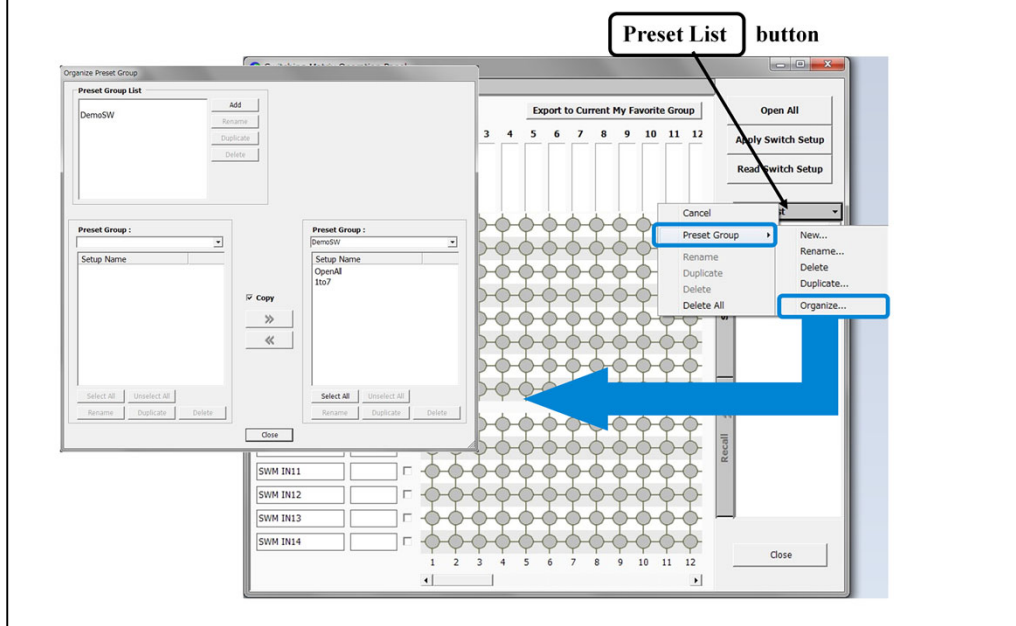 Preset List button
Organize Preset Group
Preset Group List
DemoSW
Add
Rename
Duplicate
Delete
Preset Group :
Setup Name
Select All Unselect All
Rename Duplicate Delete
Copy
»
«
Preset Group :
DemoSW
Setup Name
OpenAll
1to7
Select All Unselect All
Rename Duplicate Delete
Close
Export to Current My Favorite Group
3 4 5 6 7 8 9 10 11 12
Open All
Apply Switch Setup
Read Switch Setup
Cancel
Preset Group
Rename
Duplicate
Delete
Delete All
New...
Rename...
Delete
Duplicate...
Organize...
Recall
SWM IN11
SWM IN12
SWM IN13
SWM IN14
1 2 3 4 5 6 7 8 9 10 11 12
Close